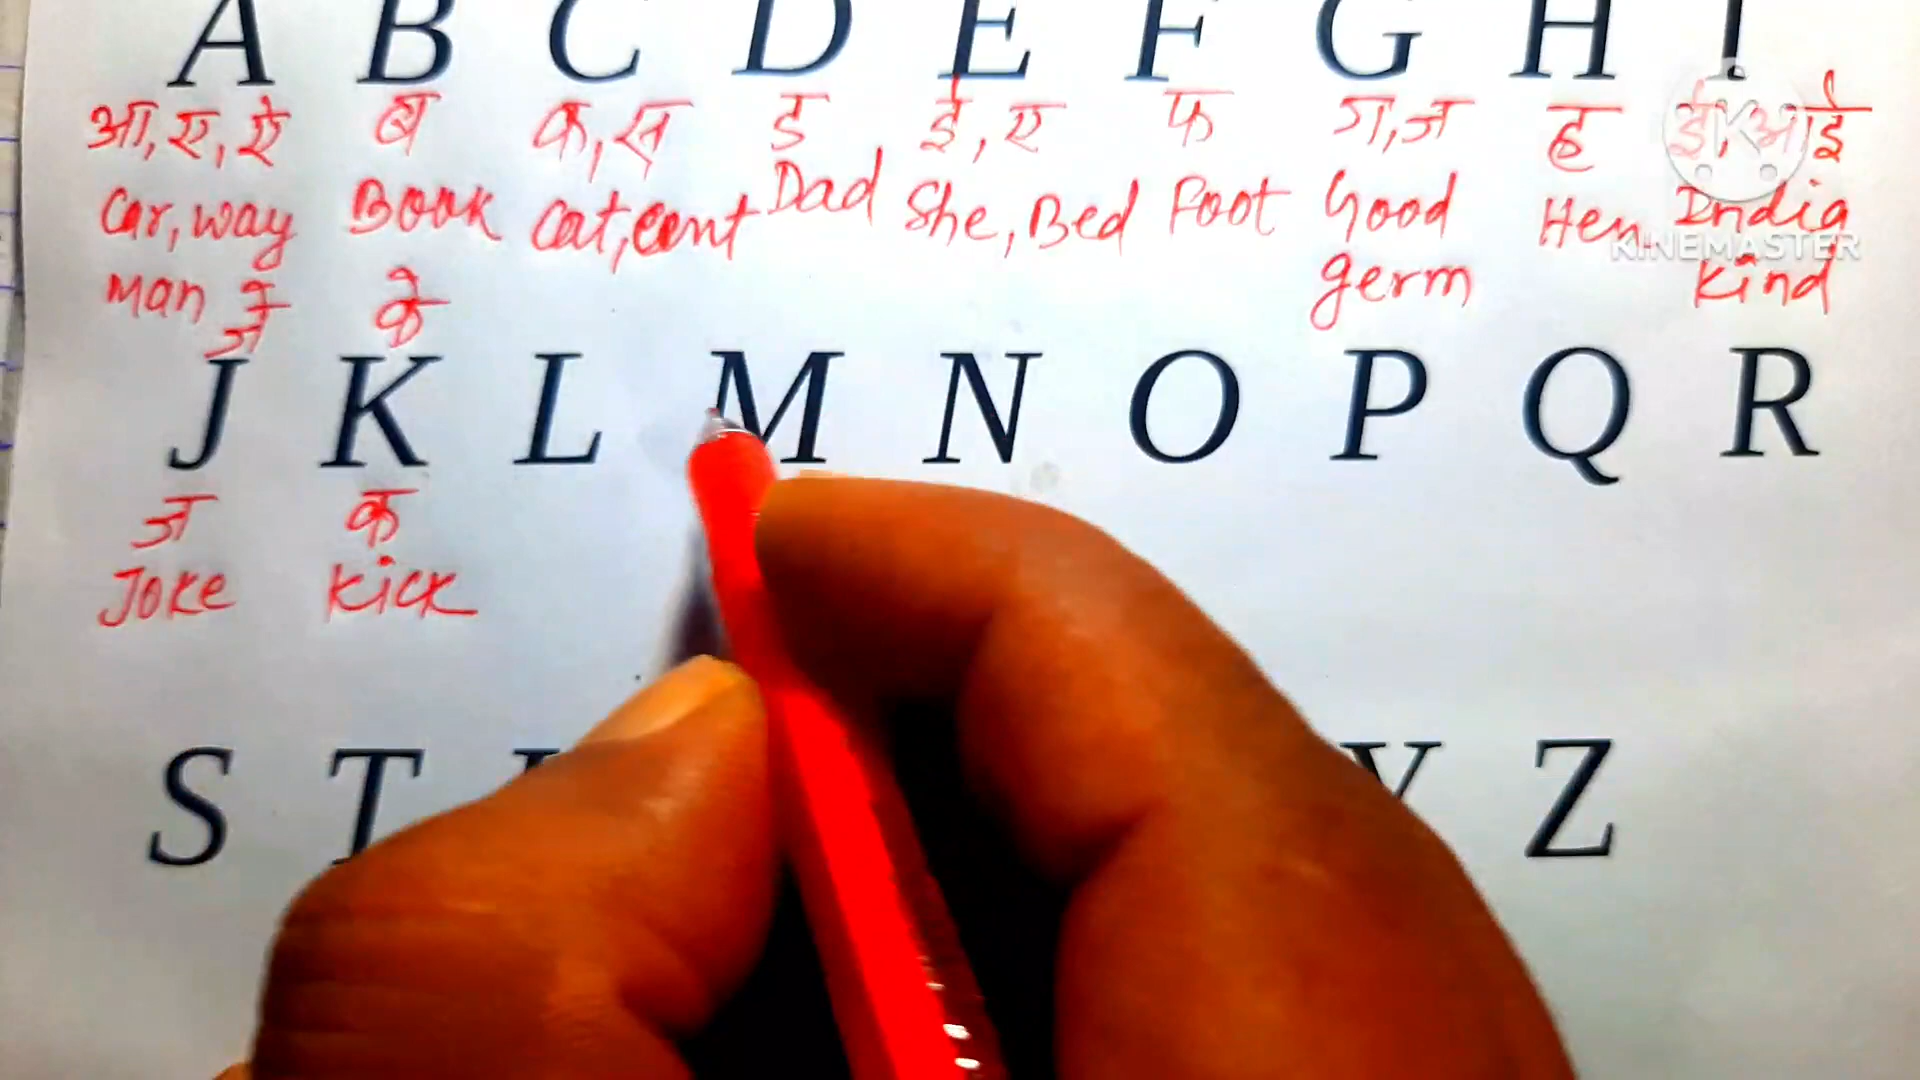 A B C D E F G H I
आ, ए, ऐ ब क, स ड ई, ए फ ग, ज ह ई, आई
Car, way Book Cat, cent Dad She, Bed Foot Good Hen India
KINEMASTER
man जे के germ kind
J K L M N O P Q R
ज क
Joke Kick
S T Y Z